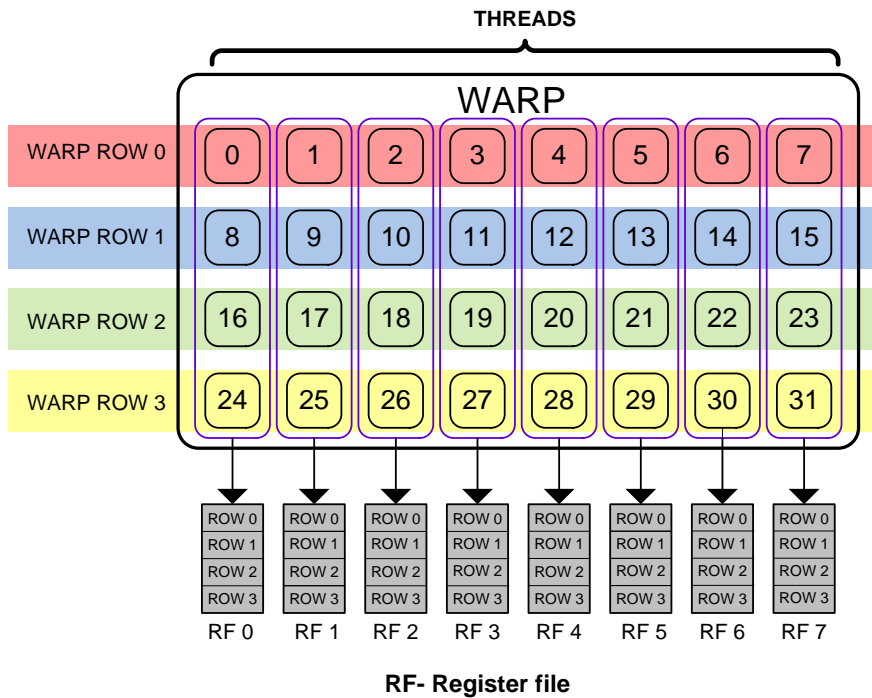 THREADS
WARP
WARP ROW 0 0 1 2 3 4 5 6 7
WARP ROW 1 8 9 10 11 12 13 14 15
WARP ROW 2 16 17 18 19 20 21 22 23
WARP ROW 3 24 25 26 27 28 29 30 31
ROW 0 ROW 0 ROW 0 ROW 0 ROW 0 ROW 0 ROW 0 ROW 0
ROW 1 ROW 1 ROW 1 ROW 1 ROW 1 ROW 1 ROW 1 ROW 1
ROW 2 ROW 2 ROW 2 ROW 2 ROW 2 ROW 2 ROW 2 ROW 2
ROW 3 ROW 3 ROW 3 ROW 3 ROW 3 ROW 3 ROW 3 ROW 3
RF 0 RF 1 RF 2 RF 3 RF 4 RF 5 RF 6 RF 7
RF- Register file